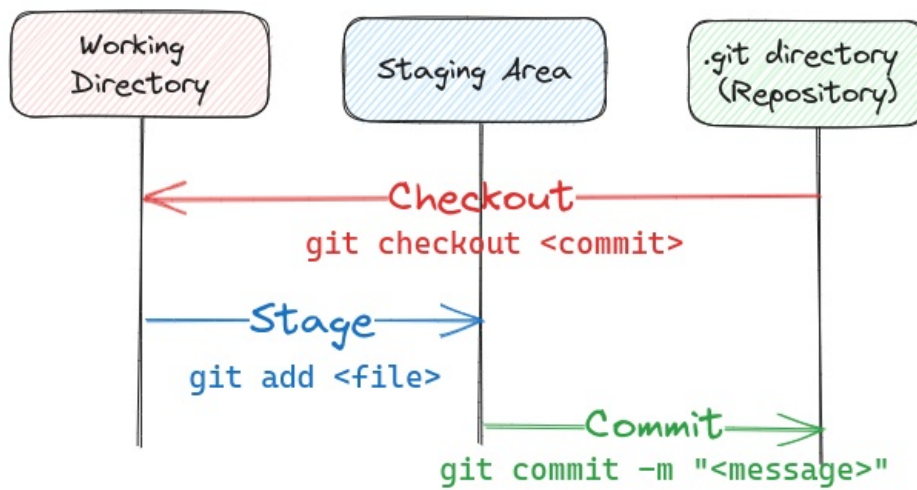 Working
Directory
Staging Area
.git directory
(Repository)
Checkout
git checkout <commit>
Stage
git add <file>
Commit
git commit -m "<message>"